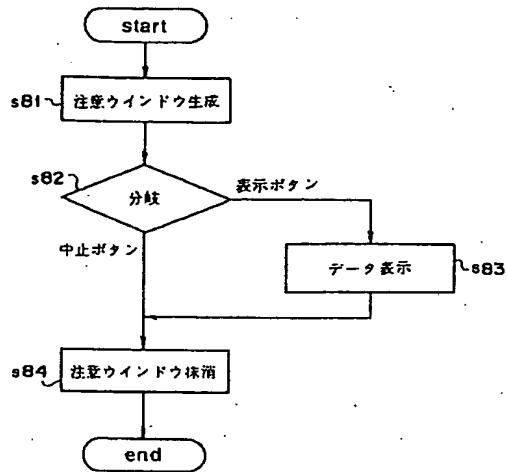 start
s81
注意ウインドウ生成
s82
分岐
表示ボタン
中止ボタン
データ表示
s83
s84
注意ウインドウ抹消
end